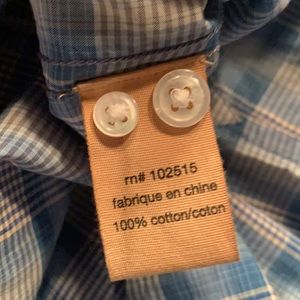 rn# 102515
fabrique en chine
100% cotton/coton